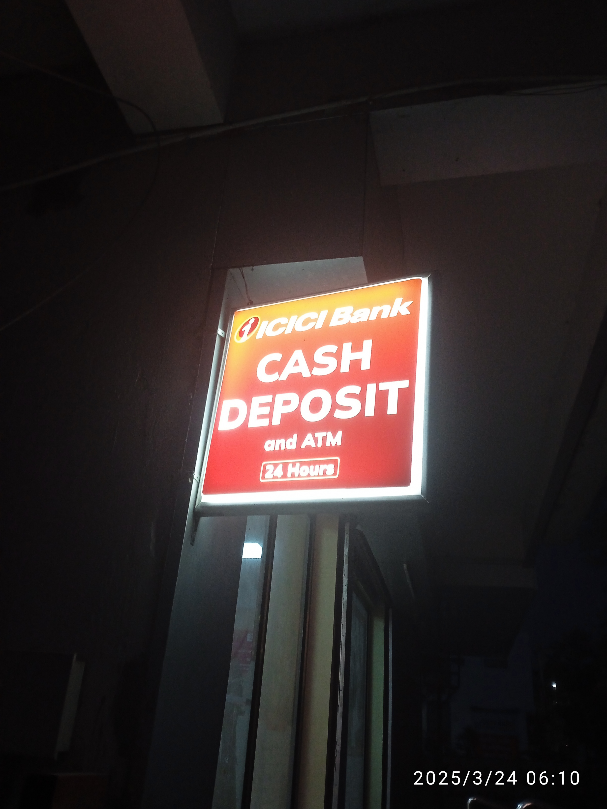 ICICI Bank
CASH
DEPOSIT
and ATM
24 Hours
2025/3/24 06:10